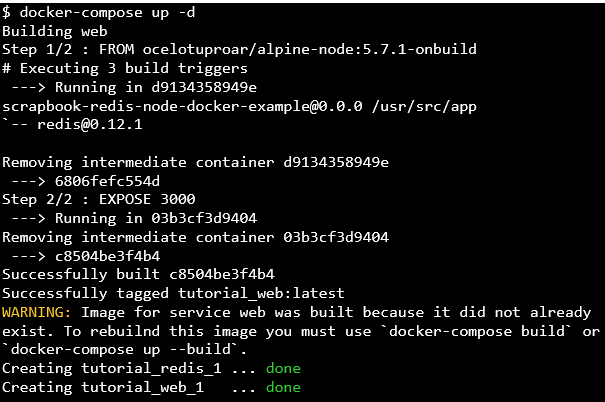 $ docker-compose up -d
Building web
Step 1/2 : FROM ocelotuproar/alpine-node:5.7.1-onbuild
# Executing 3 build triggers
 ---> Running in d9134358949e
scrapbook-redis-node-docker-example@0.0.0 /usr/src/app
`-- redis@0.12.1

Removing intermediate container d9134358949e
 ---> 6806fefc554d
Step 2/2 : EXPOSE 3000
 ---> Running in 03b3cf3d9404
Removing intermediate container 03b3cf3d9404
 ---> c8504be3f4b4
Successfully built c8504be3f4b4
Successfully tagged tutorial_web:latest
WARNING: Image for service web was built because it did not already
exist. To rebuilnd this image you must use `docker-compose build` or
`docker-compose up --build`.
Creating tutorial_redis_1 ... done
Creating tutorial_web_1   ... done